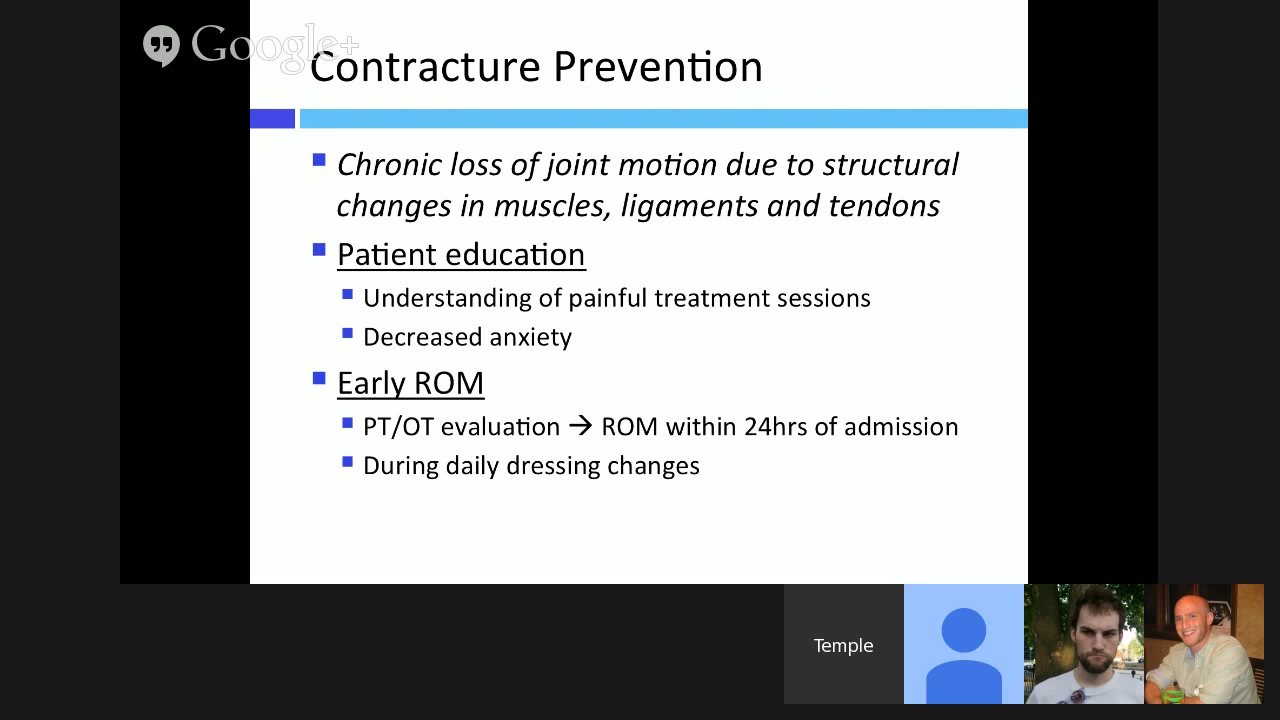 Google+
Contracture Prevention
Chronic loss of joint motion due to structural
changes in muscles, ligaments and tendons
Patient education
Understanding of painful treatment sessions
Decreased anxiety
Early ROM
PT/OT evaluation → ROM within 24hrs of admission
During daily dressing changes
Temple